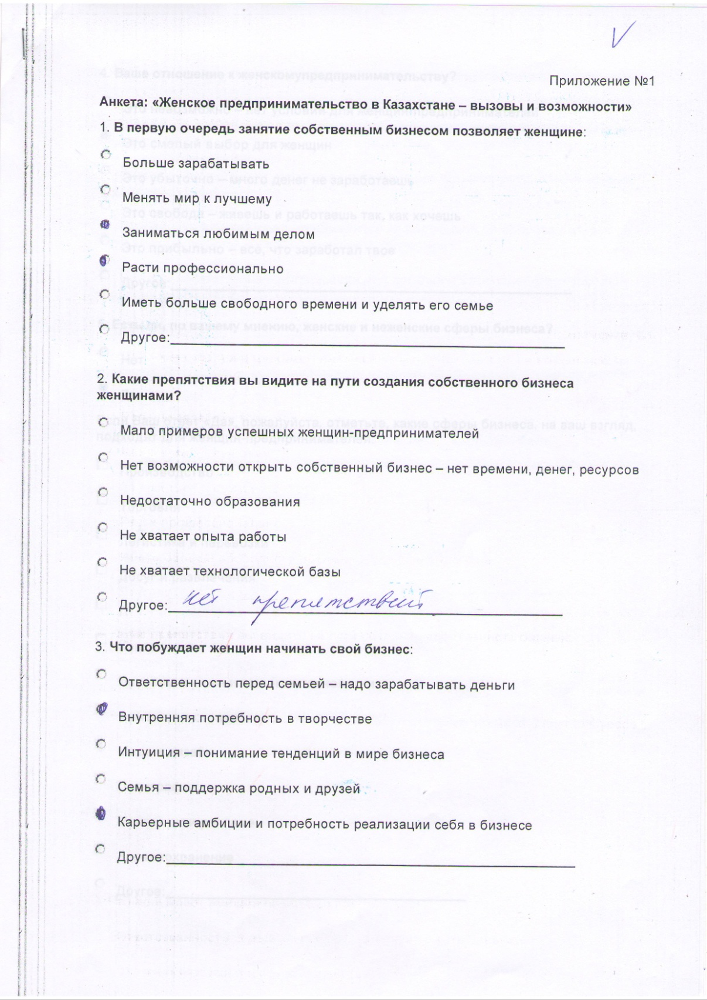 Приложение №1
Анкета: «Женское предпринимательство в Казахстане – вызовы и возможности»
1. В первую очередь занятие собственным бизнесом позволяет женщине:
Больше зарабатывать
Менять мир к лучшему
Заниматься любимым делом
Расти профессионально
Иметь больше свободного времени и уделять его семье
Другое:
2. Какие препятствия вы видите на пути создания собственного бизнеса
женщинами?
Мало примеров успешных женщин-предпринимателей
Нет возможности открыть собственный бизнес – нет времени, денег, ресурсов
Недостаточно образования
Не хватает опыта работы
Не хватает технологической базы
Другое: нет препятствий
3. Что побуждает женщин начинать свой бизнес:
Ответственность перед семьей – надо зарабатывать деньги
Внутренняя потребность в творчестве
Интуиция – понимание тенденций в мире бизнеса
Семья – поддержка родных и друзей
Карьерные амбиции и потребность реализации себя в бизнесе
Другое: